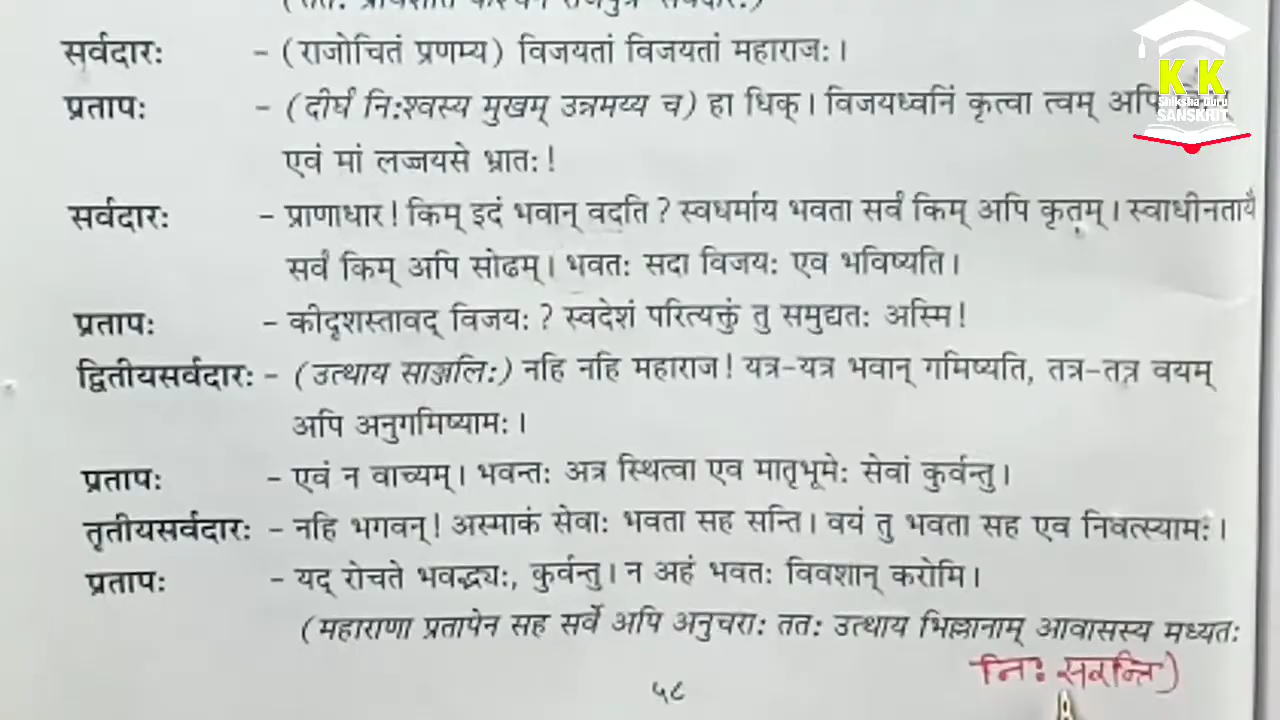 सर्वदारः - (राजोचितं प्रणम्य) विजयतां विजयतां महाराजः।
प्रतापः - (दीर्घं निःश्वस्य मुखम् उन्नमय्य च) हा धिक्। विजयध्वनिं कृत्वा त्वम् अपि
एवं मां लज्जयसे भ्रातः!
सर्वदारः - प्राणाधार! किम् इदं भवान् वदति? स्वधर्माय भवता सर्वं किम् अपि कृतम्। स्वाधीनतायै
सर्वं किम् अपि सोढम्। भवतः सदा विजयः एव भविष्यति।
प्रतापः - कीदृशस्तावद् विजयः? स्वदेशं परित्यक्तुं तु समुद्यतः अस्मि!
द्वितीयसर्वदारः - (उत्थाय साञ्जलिः) नहि नहि महाराज! यत्र-यत्र भवान् गमिष्यति, तत्र-तत्र वयम्
अपि अनुगमिष्यामः।
प्रतापः - एवं न वाच्यम्। भवन्तः अत्र स्थित्वा एव मातृभूमेः सेवां कुर्वन्तु।
तृतीयसर्वदारः - नहि भगवन्! अस्माकं सेवाः भवता सह सन्ति। वयं तु भवता सह एव निवत्स्यामः।
प्रतापः - यद् रोचते भवद्भ्यः, कुर्वन्तु। न अहं भवतः विवशान् करोमि।
(महाराणा प्रतापेन सह सर्वे अपि अनुचराः ततः उत्थाय भिल्लानाम् आवासस्य मध्यतः
निः सरन्ति)
५८
K K
Shiksha Guru
SANSKRIT